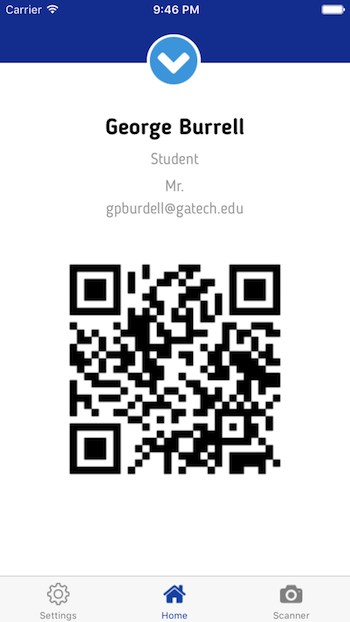 Carrier 9:46 PM
George Burrell
Student
Mr.
gpburdell@gatech.edu
Settings Home Scanner